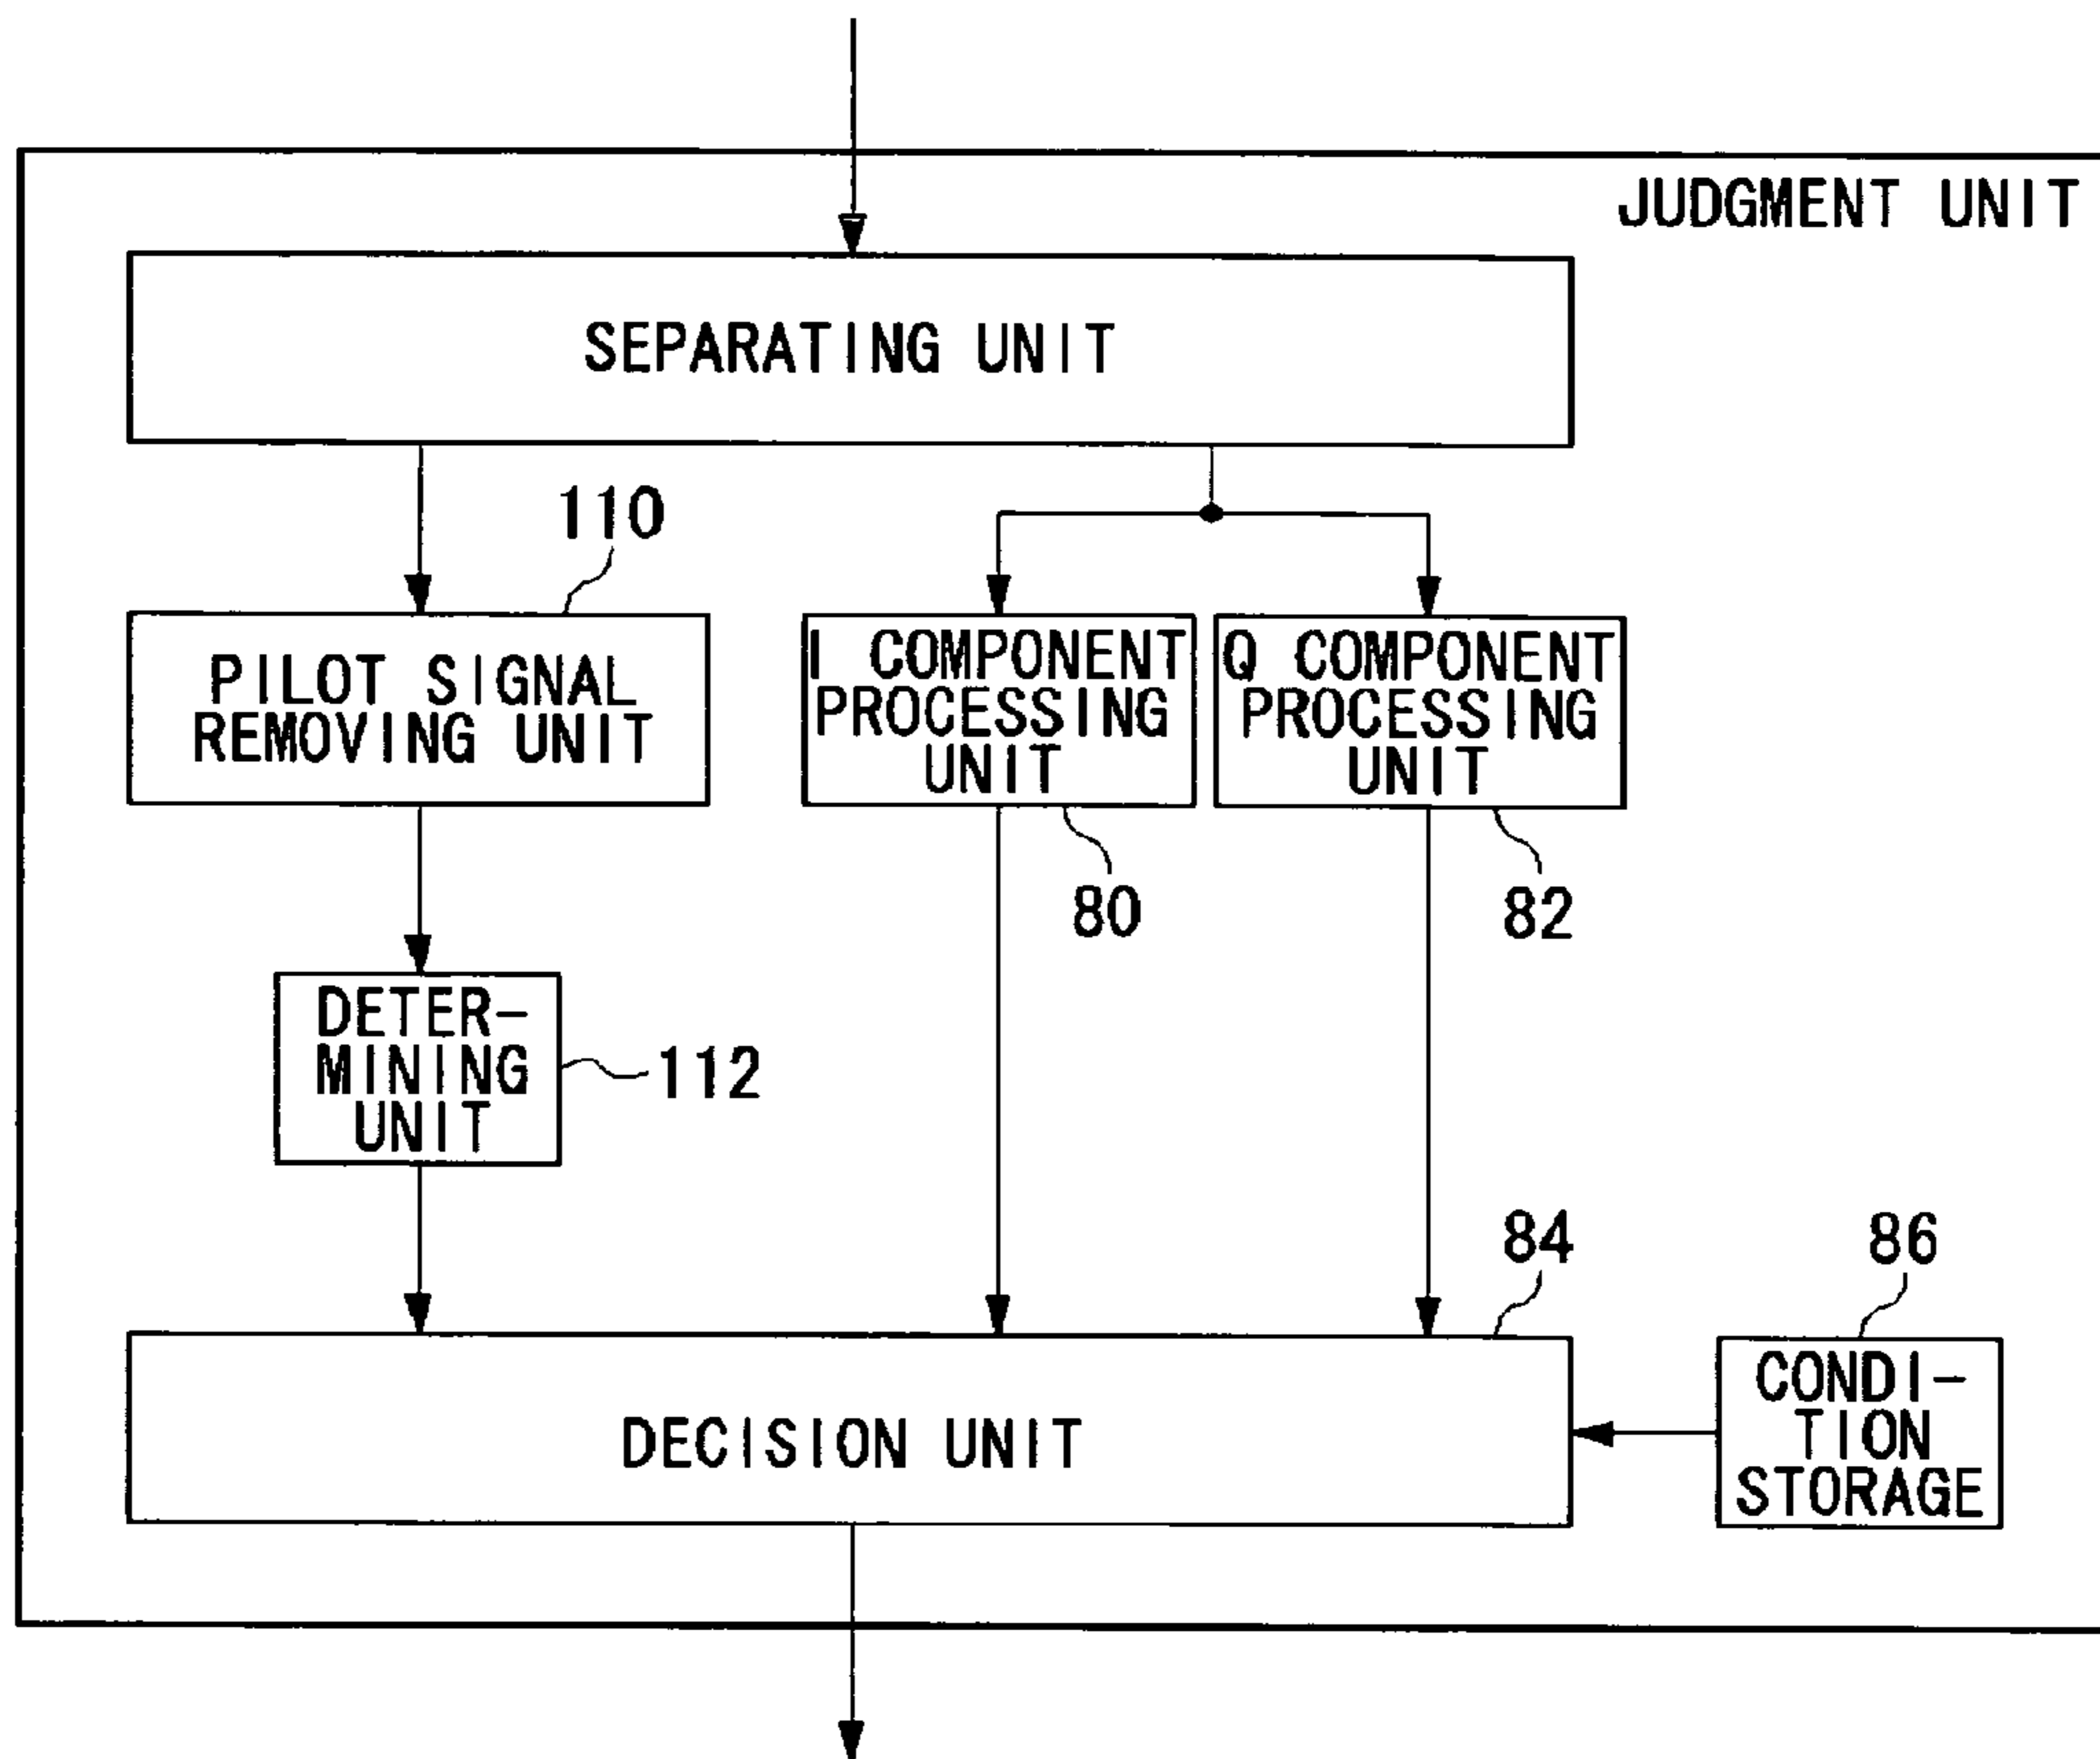 JUDGMENT UNIT
SEPARATING UNIT
110
PILOT SIGNAL
REMOVING UNIT
I COMPONENT
PROCESSING
UNIT
Q COMPONENT
PROCESSING
UNIT
80
82
DETER-
MINING
UNIT
112
84
86
DECISION UNIT
CONDI-
TION
STORAGE